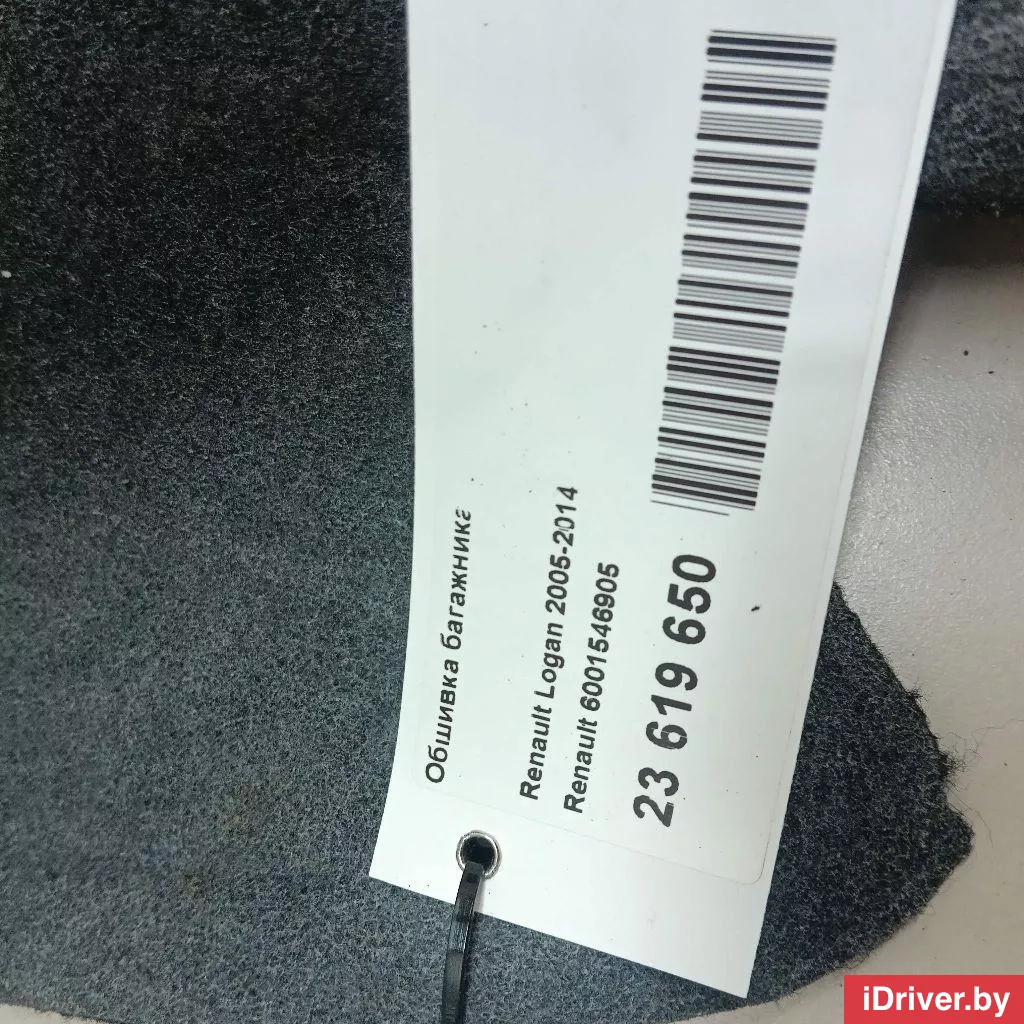 Обшивка багажника
Renault Logan 2005-2014
Renault 6001546905
23 619 650
iDriver.by